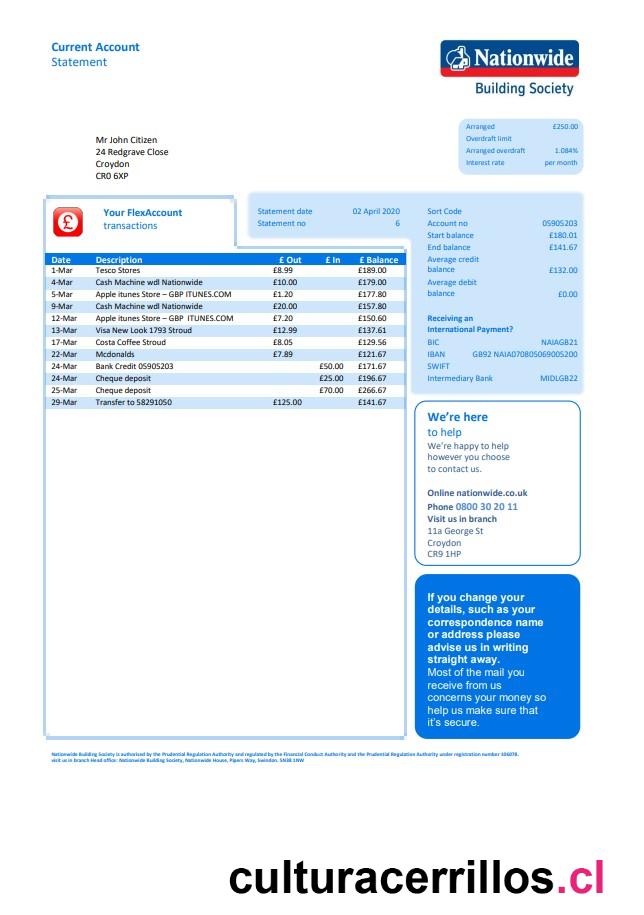 Current Account
Statement
Nationwide
Building Society
Mr John Citizen
24 Redgrave Close
Croydon
CR0 6XP
Arranged £250.00
Overdraft limit
Arranged overdraft 1.084%
Interest rate per month
Your FlexAccount
transactions
Statement date 02 April 2020
Statement no 6
Sort Code
Account no 05905203
Start balance £180.01
End balance £141.67
Average credit
balance £132.00
Average debit
balance £0.00
Receiving an
International Payment?
BIC NAIAGB21
IBAN GB92 NAIA070805069005200
SWIFT
Intermediary Bank MIDLGB22
Date Description £ Out £ In £ Balance
1-Mar Tesco Stores £8.99 £189.00
4-Mar Cash Machine wdl Nationwide £10.00 £179.00
5-Mar Apple itunes Store – GBP ITUNES.COM £1.20 £177.80
9-Mar Cash Machine wdl Nationwide £20.00 £157.80
12-Mar Apple itunes Store – GBP ITUNES.COM £7.20 £150.60
13-Mar Visa New Look 1793 Stroud £12.99 £137.61
17-Mar Costa Coffee Stroud £8.05 £129.56
22-Mar Mcdonalds £7.89 £121.67
24-Mar Bank Credit 05905203 £50.00 £171.67
24-Mar Cheque deposit £25.00 £196.67
25-Mar Cheque deposit £70.00 £266.67
29-Mar Transfer to 58291050 £125.00 £141.67
We’re here
to help
We’re happy to help
however you choose
to contact us.
Online nationwide.co.uk
Phone 0800 30 20 11
Visit us in branch
11a George St
Croydon
CR9 1HP
If you change your
details, such as your
correspondence name
or address please
advise us in writing
straight away.
Most of the mail you
receive from us
concerns your money so
help us make sure that
it’s secure.
Nationwide Building Society is authorised by the Prudential Regulation Authority and regulated by the Financial Conduct Authority and the Prudential Regulation Authority under registration number 106078.
visit us in branch Head office: Nationwide Building Society, Nationwide House, Pipers Way, Swindon. SN38 1NW
culturacerrillos.cl